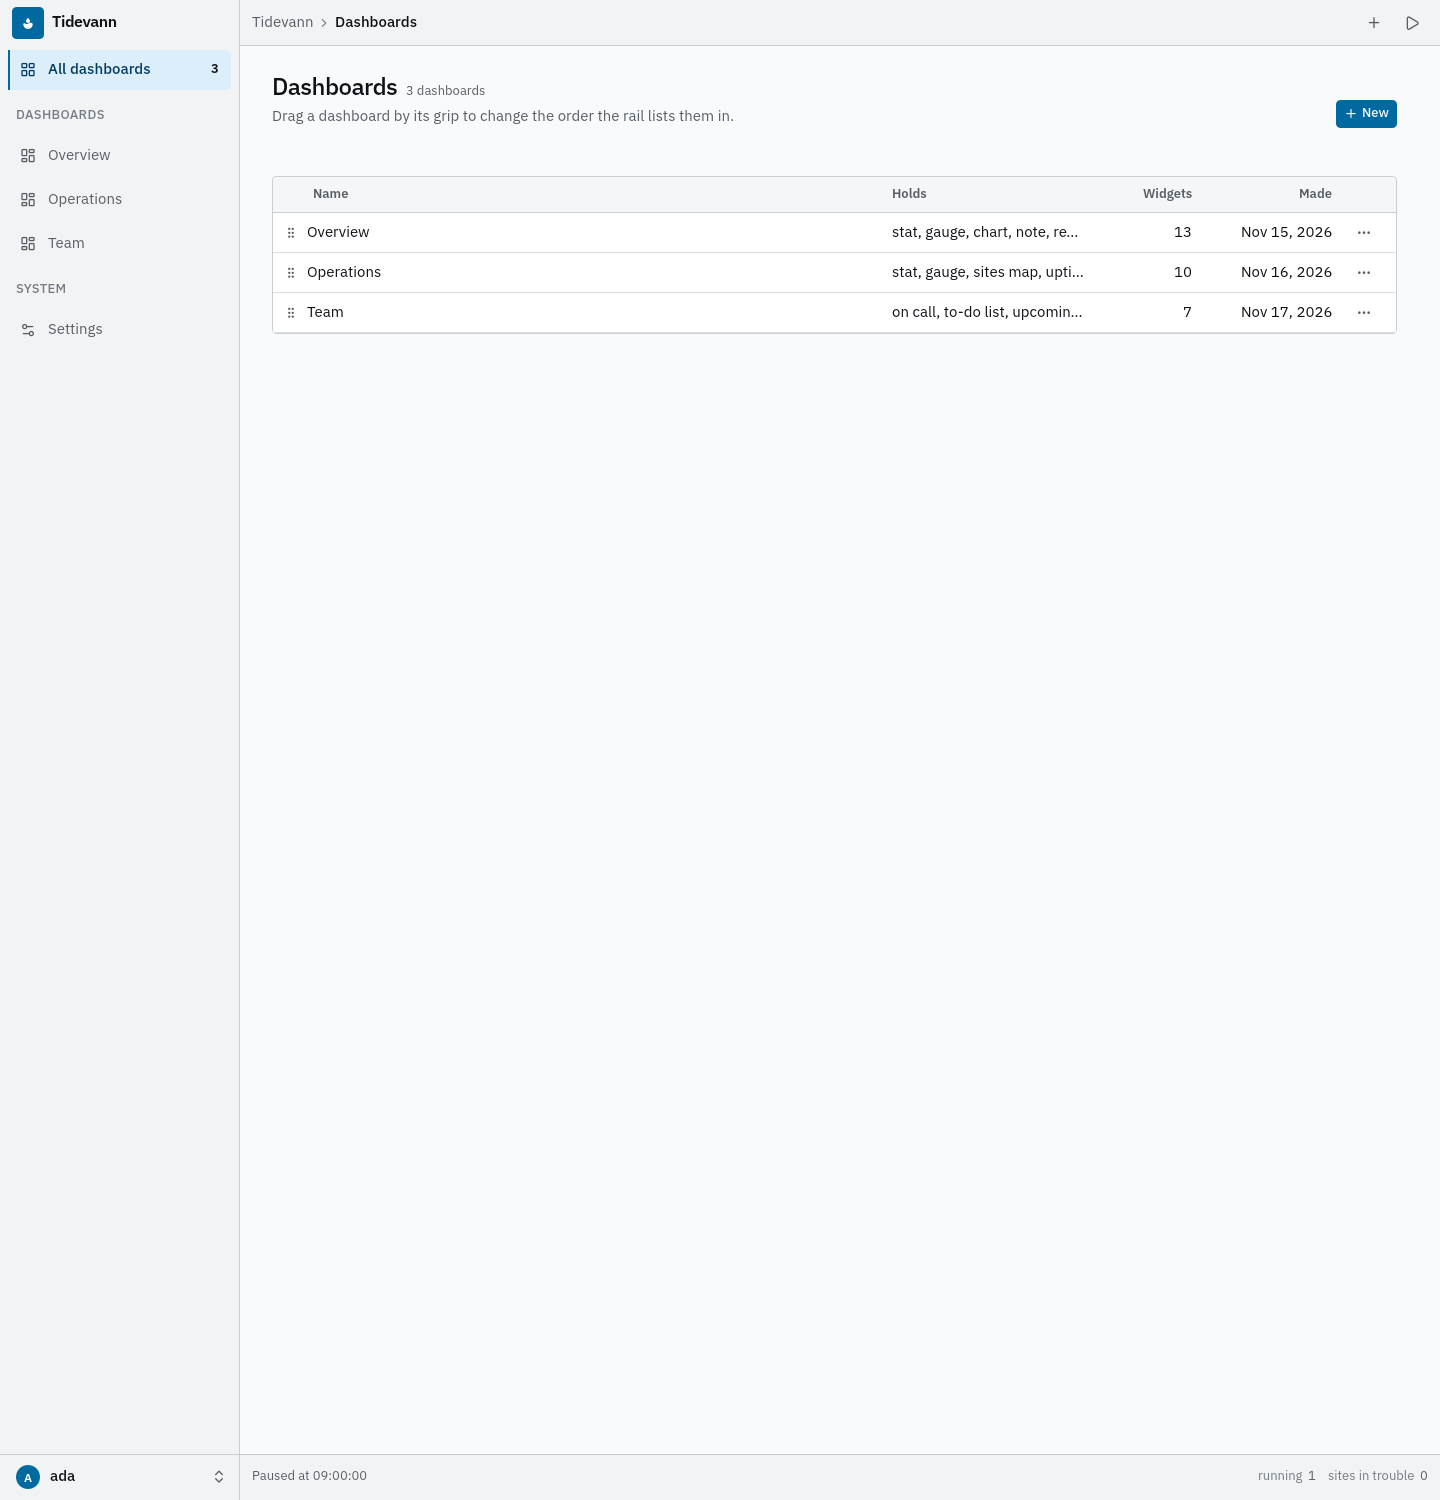 Tidevann
All dashboards 3
DASHBOARDS
Overview
Operations
Team
SYSTEM
Settings
A ada
Tidevann > Dashboards
Dashboards 3 dashboards
Drag a dashboard by its grip to change the order the rail lists them in.
New
Name Holds Widgets Made
Overview stat, gauge, chart, note, re... 13 Nov 15, 2026
Operations stat, gauge, sites map, upti... 10 Nov 16, 2026
Team on call, to-do list, upcomin... 7 Nov 17, 2026
Paused at 09:00:00 running 1 sites in trouble 0